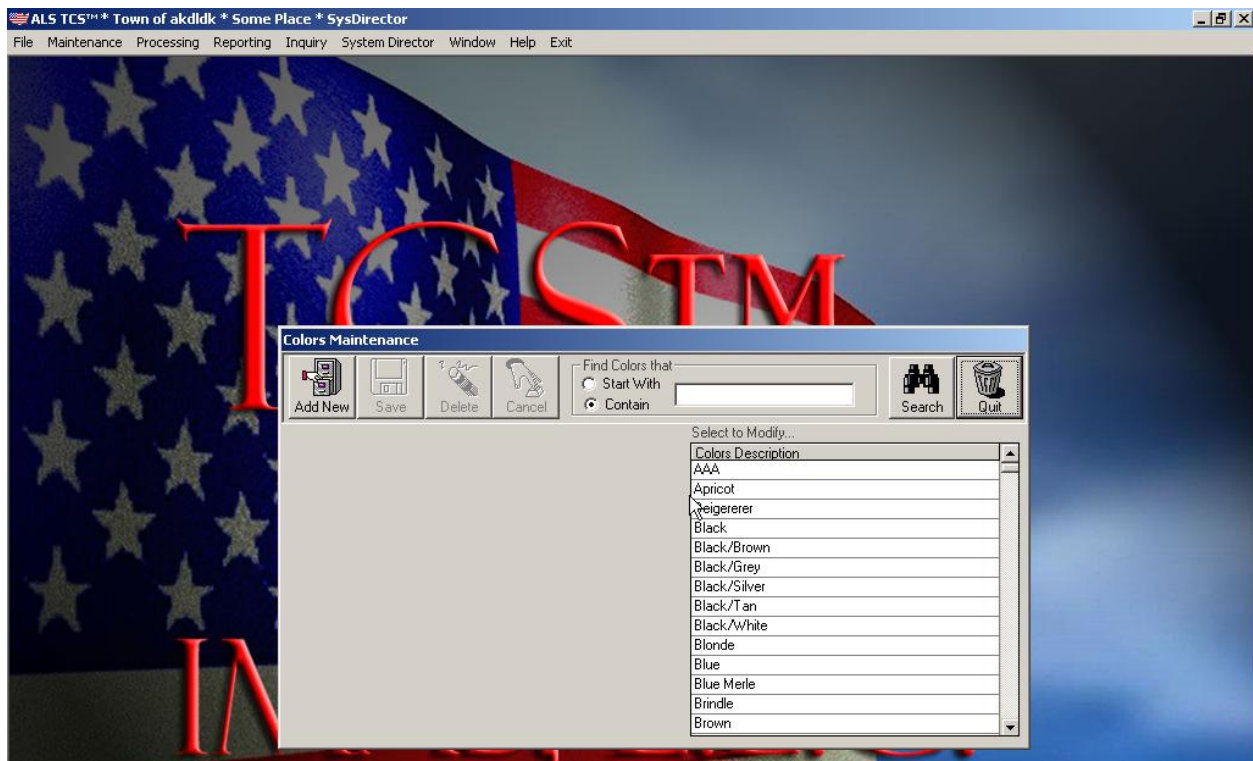 ALS TCS™ * Town of akdldk * Some Place * SysDirector
File Maintenance Processing Reporting Inquiry System Director Window Help Exit
TCSTM
Colors Maintenance
Find Colors that
Start With
Contain
Add New Save Delete Cancel Search Quit
Select to Modify...
Colors Description
AAA
Apricot
Beigererer
Black
Black/Brown
Black/Grey
Black/Silver
Black/Tan
Black/White
Blonde
Blue
Blue Merle
Brindle
Brown